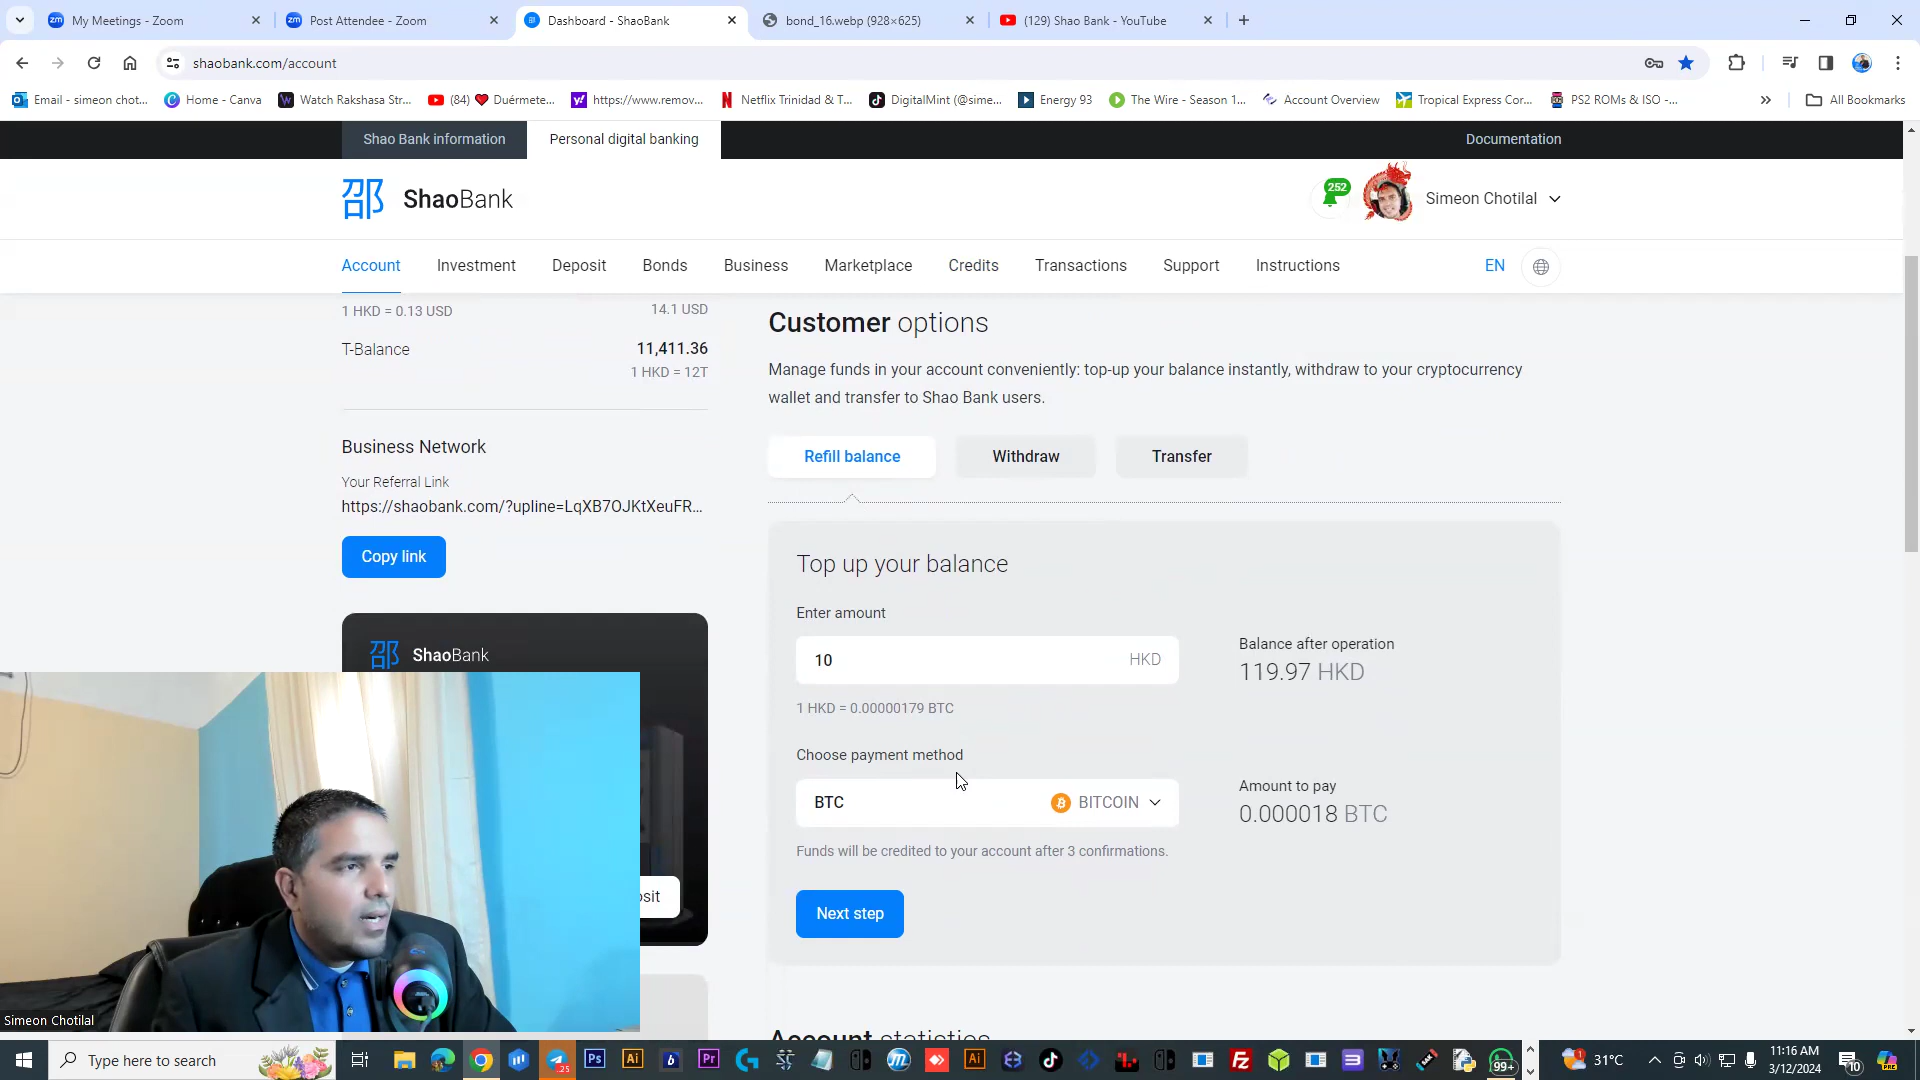 My Meetings - Zoom
Post Attendee - Zoom
Dashboard - ShaoBank
bond_16.webp (928×625)
(129) Shao Bank - YouTube
shaobank.com/account
Email - simeon chot...
Home - Canva
Watch Rakshasa Str...
(84) ❤ Duérmete...
https://www.remov...
Netflix Trinidad & T...
DigitalMint (@sime...
Energy 93
The Wire - Season 1...
Account Overview
Tropical Express Cor...
PS2 ROMs & ISO -...
All Bookmarks
Shao Bank information
Personal digital banking
Documentation
邵 ShaoBank
252
Simeon Chotilal
Account
Investment
Deposit
Bonds
Business
Marketplace
Credits
Transactions
Support
Instructions
EN
1 HKD = 0.13 USD
14.1 USD
T-Balance
11,411.36
1 HKD = 12T
Business Network
Your Referral Link
https://shaobank.com/?upline=LqXB7OJKtXeuFR...
Copy link
邵 ShaoBank
osit
Customer options
Manage funds in your account conveniently: top-up your balance instantly, withdraw to your cryptocurrency
wallet and transfer to Shao Bank users.
Refill balance
Withdraw
Transfer
Top up your balance
Enter amount
10
HKD
1 HKD = 0.00000179 BTC
Balance after operation
119.97 HKD
Choose payment method
BTC
BITCOIN
Amount to pay
0.000018 BTC
Funds will be credited to your account after 3 confirmations.
Next step
Account statistics
Simeon Chotilal
Type here to search
31°C
11:16 AM
3/12/2024